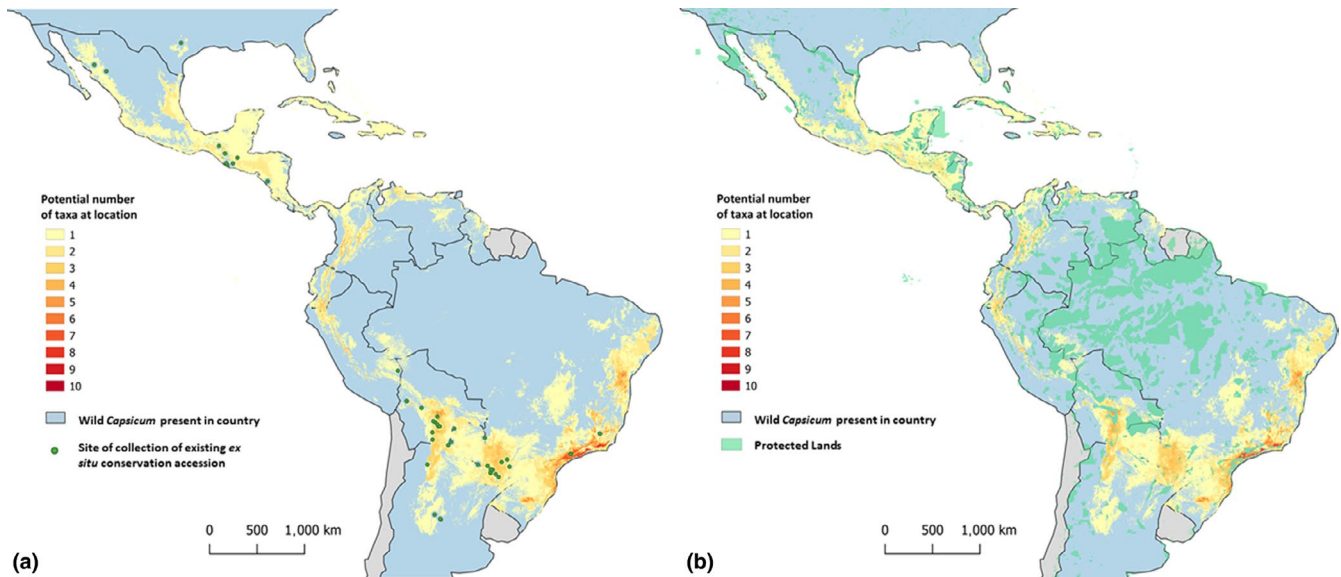 Potential number
of taxa at location
1
2
3
4
5
6
7
8
9
10
Wild Capsicum present in country
Site of collection of existing ex
situ conservation accession
0 500 1,000 km
(a)
Potential number
of taxa at location
1
2
3
4
5
6
7
8
9
10
Wild Capsicum present in country
Protected Lands
0 500 1,000 km
(b)